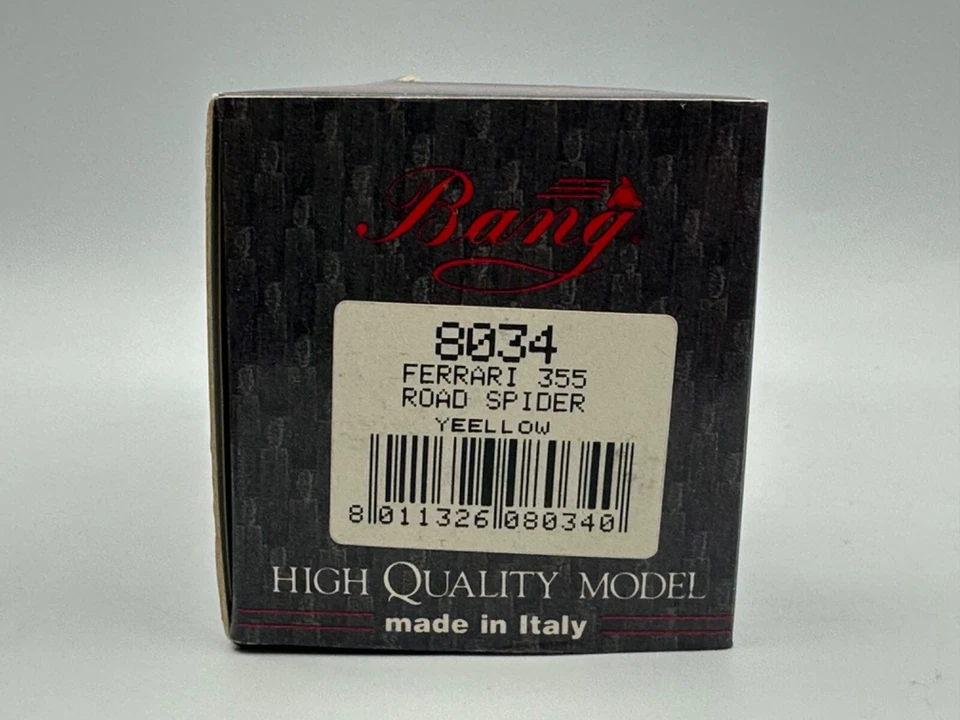 Bang
8034
FERRARI 355
ROAD SPIDER
YEELLOW
8 011326 080340
HIGH QUALITY MODEL
made in Italy